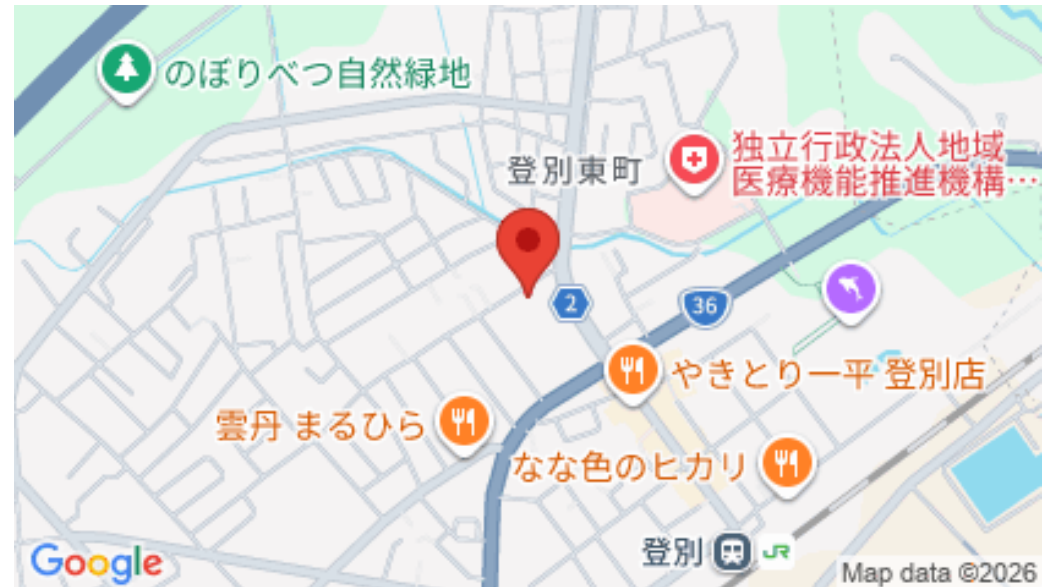 のぼりべつ自然緑地
登別東町
独立行政法人地域
医療機能推進機構…
2
36
やきとり一平 登別店
雲丹 まるひら
なな色のヒカリ
登別
JR
Google
Map data ©2026